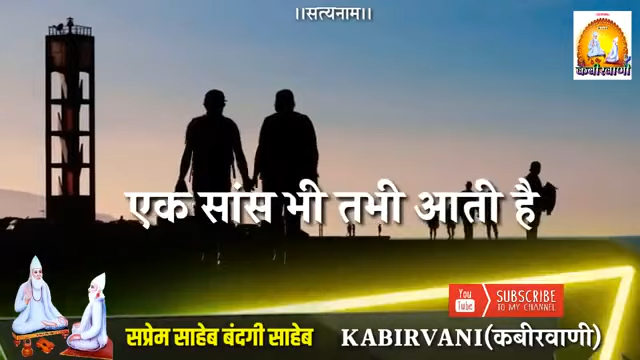 ।।सत्यनाम।।
कबीरवाणी
एक सांस भी तभी आती है
You Tube SUBSCRIBE
TO MY CHANNEL
सप्रेम साहेब बंदगी साहेब KABIRVANI(कबीरवाणी)